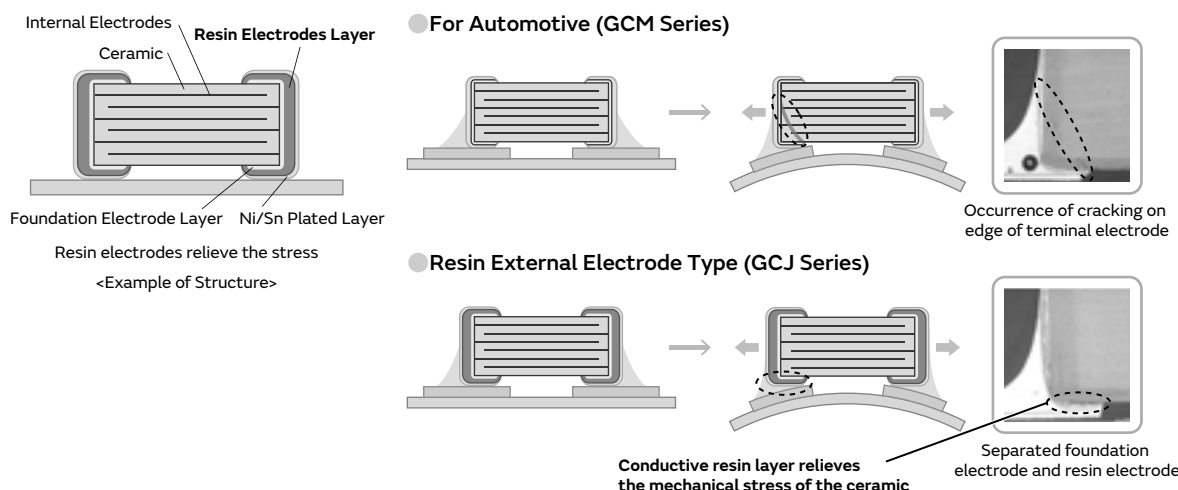 Internal Electrodes
Resin Electrodes Layer
Ceramic
Foundation Electrode Layer
Ni/Sn Plated Layer
Resin electrodes relieve the stress
<Example of Structure>
For Automotive (GCM Series)
Occurrence of cracking on
edge of terminal electrode
Resin External Electrode Type (GCJ Series)
Conductive resin layer relieves
the mechanical stress of the ceramic
Separated foundation
electrode and resin electrode